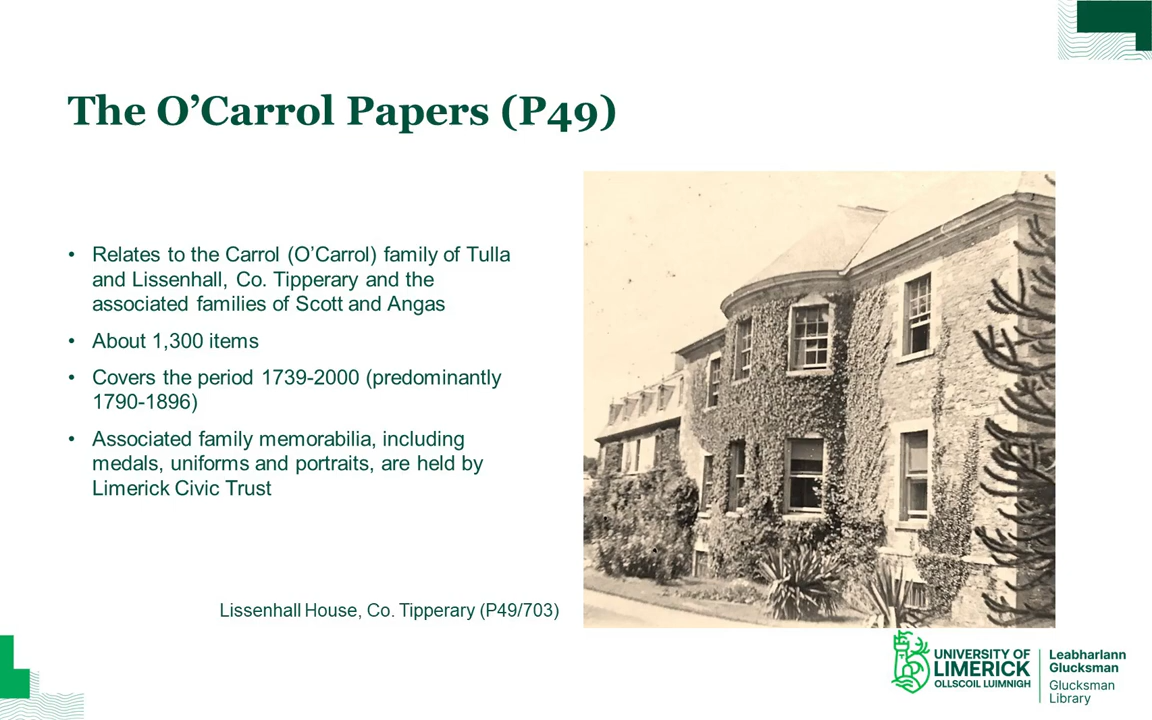 The O’Carrol Papers (P49)
• Relates to the Carrol (O’Carrol) family of Tulla
and Lissenhall, Co. Tipperary and the
associated families of Scott and Angas
• About 1,300 items
• Covers the period 1739-2000 (predominantly
1790-1896)
• Associated family memorabilia, including
medals, uniforms and portraits, are held by
Limerick Civic Trust
Lissenhall House, Co. Tipperary (P49/703)
UNIVERSITY OF
LIMERICK
OLLSCOIL LUIMNIGH
Leabharlann
Glucksman
Glucksman
Library